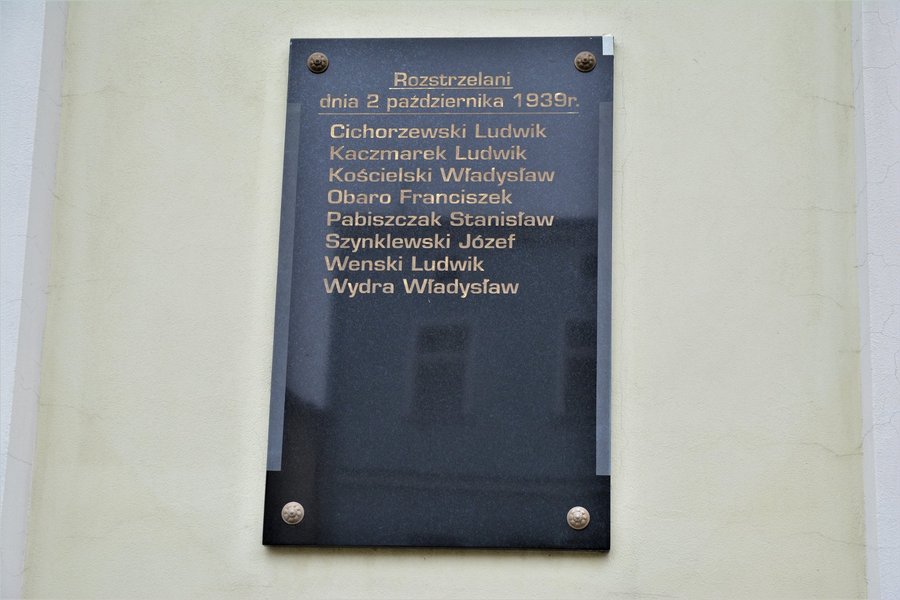 Rozstrzelani
dnia 2 października 1939r.
Cichorzewski Ludwik
Kaczmarek Ludwik
Kościelski Władysław
Obaro Franciszek
Pabiszczak Stanisław
Szynklewski Józef
Wenski Ludwik
Wydra Władysław